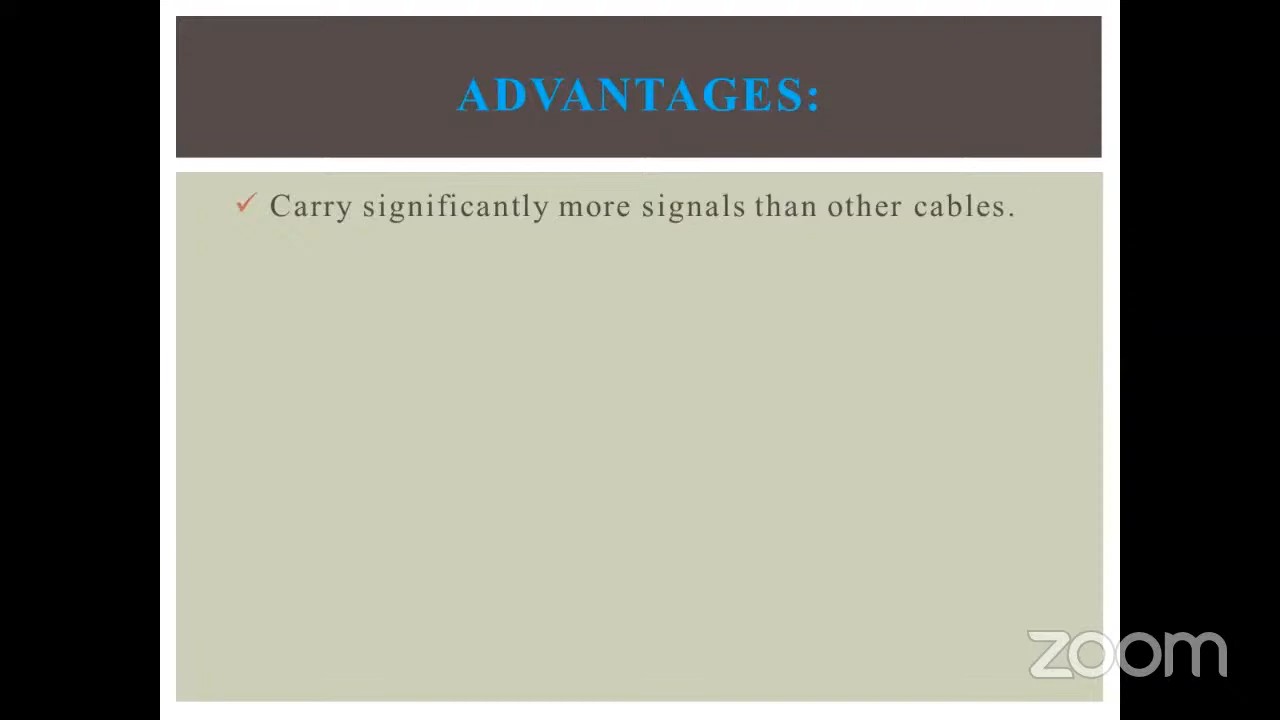 ADVANTAGES:
✓ Carry significantly more signals than other cables.
zoom